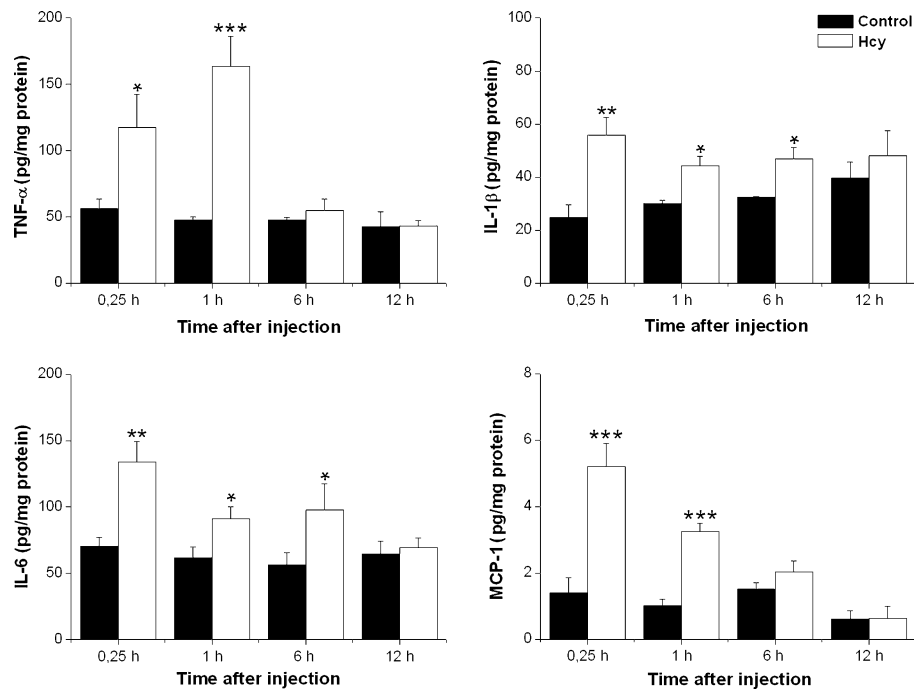 TNF-α (pg/mg protein)
200
150
100
50
0
*
***
0,25 h 1 h 6 h 12 h
Time after injection
Control
Hcy
IL-1β (pg/mg protein)
100
80
60
40
20
0
**
*
*
0,25 h 1 h 6 h 12 h
Time after injection
IL-6 (pg/mg protein)
200
150
100
50
0
**
*
*
0,25 h 1 h 6 h 12 h
Time after injection
MCP-1 (pg/mg protein)
8
6
4
2
0
***
***
0,25 h 1 h 6 h 12 h
Time after injection